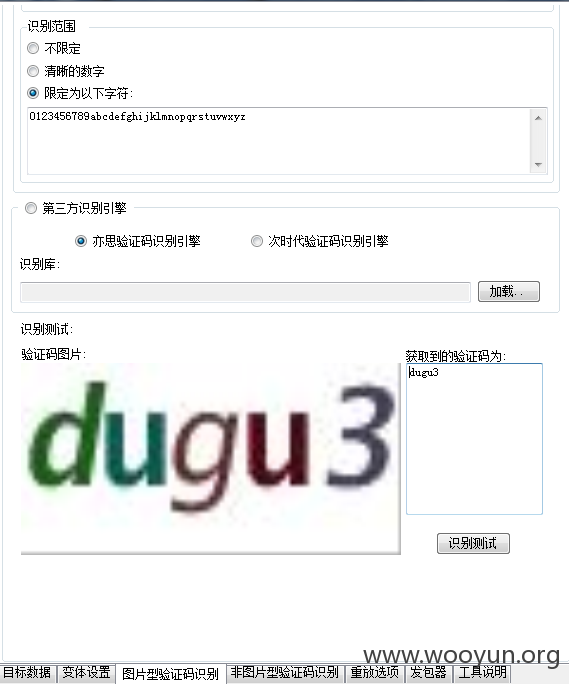 识别范围
不限定
清晰的数字
限定为以下字符:
0123456789abcdefghijklmnopqrstuvwxyz
第三方识别引擎
亦思验证码识别引擎 次时代验证码识别引擎
识别库:
加载..
识别测试:
验证码图片: 获取到的验证码为:
dugu3
dugu3
识别测试
www.wooyun.org
目标数据 变体设置 图片型验证码识别 非图片型验证码识别 重放选项 发包器 工具说明